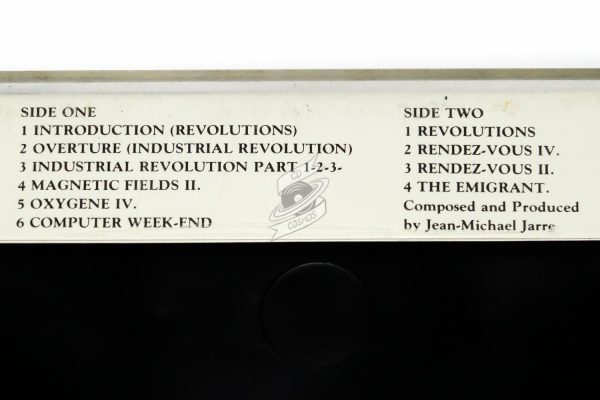 SIDE ONE
1 INTRODUCTION (REVOLUTIONS)
2 OVERTURE (INDUSTRIAL REVOLUTION)
3 INDUSTRIAL REVOLUTION PART 1-2-3-
4 MAGNETIC FIELDS II.
5 OXYGENE IV.
6 COMPUTER WEEK-END
SIDE TWO
1 REVOLUTIONS
2 RENDEZ-VOUS IV.
3 RENDEZ-VOUS II.
4 THE EMIGRANT.
Composed and Produced
by Jean-Michael Jarre
CD
COSMOS